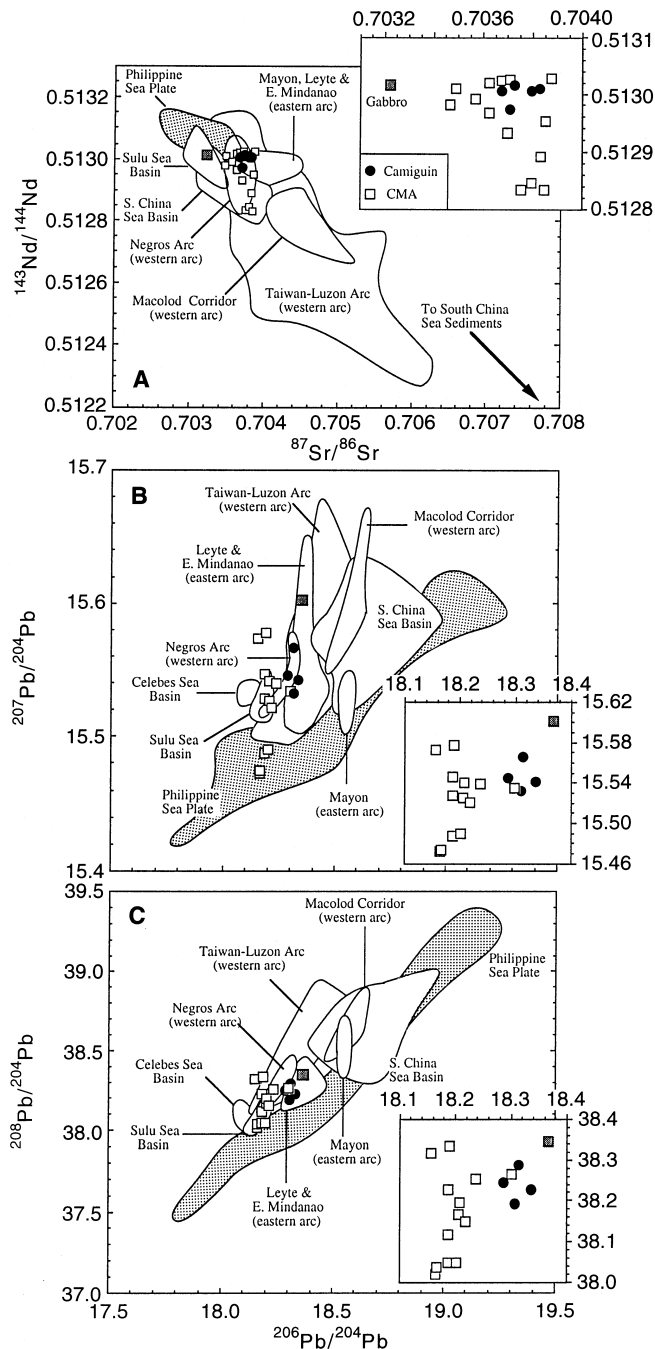 0.7032 0.7036 0.7040
0.5131
0.5130
0.5129
0.5128
Gabbro
Camiguin
CMA
Philippine
Sea Plate
Mayon, Leyte &
E. Mindanao
(eastern arc)
0.5132
0.5130
0.5128
0.5126
0.5124
0.5122
143Nd/144Nd
Sulu Sea
Basin
S. China
Sea Basin
Negros Arc
(western arc)
Macolod Corridor
(western arc)
Taiwan-Luzon Arc
(western arc)
To South China
Sea Sediments
A
0.702 0.703 0.704 0.705 0.706 0.707 0.708
87Sr/86Sr
15.7
15.6
15.5
15.4
207Pb/204Pb
B
Taiwan-Luzon Arc
(western arc)
Macolod Corridor
(western arc)
Leyte &
E. Mindanao
(eastern arc)
S. China
Sea Basin
Negros Arc
(western arc)
Celebes Sea
Basin
Sulu Sea
Basin
Philippine
Sea Plate
Mayon
(eastern arc)
18.1 18.2 18.3 18.4
15.62
15.58
15.54
15.50
15.46
39.5
39.0
38.5
38.0
37.5
37.0
208Pb/204Pb
C
Macolod Corridor
(western arc)
Taiwan-Luzon Arc
(western arc)
Philippine
Sea Plate
Negros Arc
(western arc)
Celebes Sea
Basin
S. China
Sea Basin
Sulu Sea
Basin
Mayon
(eastern arc)
Leyte &
E. Mindanao
(eastern arc)
18.1 18.2 18.3 18.4
38.4
38.3
38.2
38.1
38.0
17.5 18.0 18.5 19.0 19.5
206Pb/204Pb